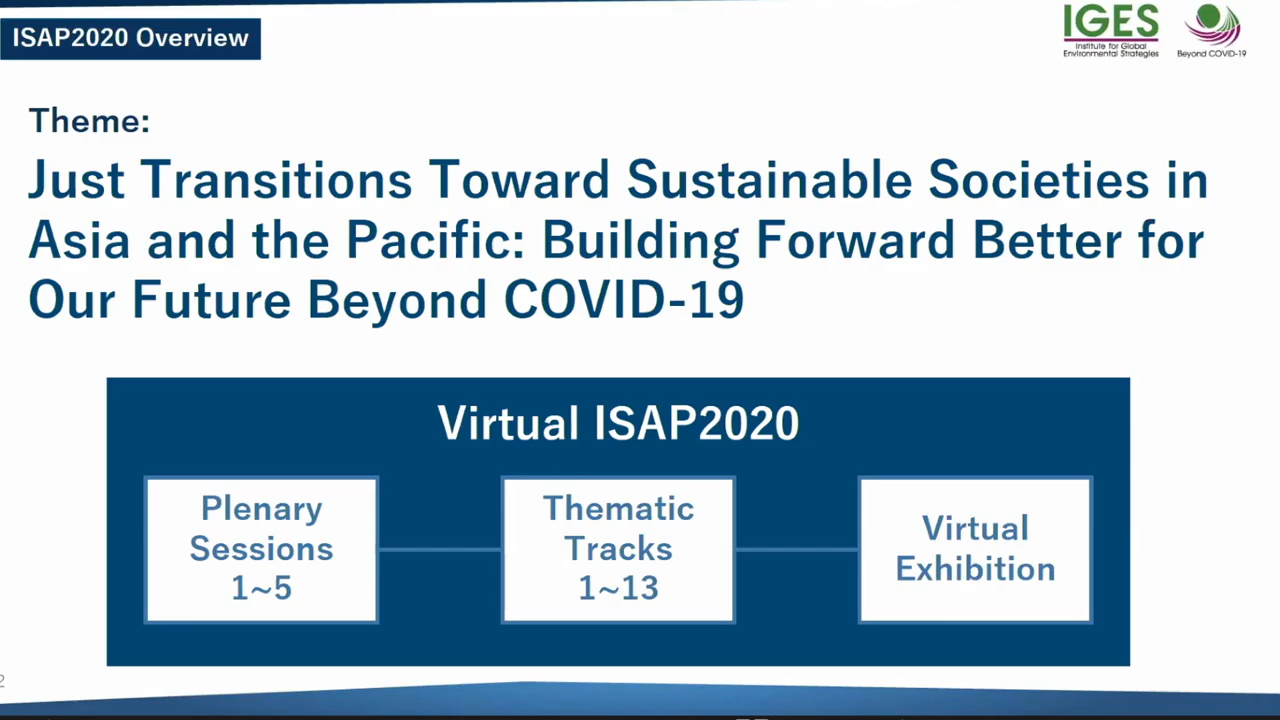 ISAP2020 Overview
IGES
Institute for Global
Environmental Strategies
Beyond COVID-19
Theme:
Just Transitions Toward Sustainable Societies in
Asia and the Pacific: Building Forward Better for
Our Future Beyond COVID-19
Virtual ISAP2020
Plenary
Sessions
1~5
Thematic
Tracks
1~13
Virtual
Exhibition
2